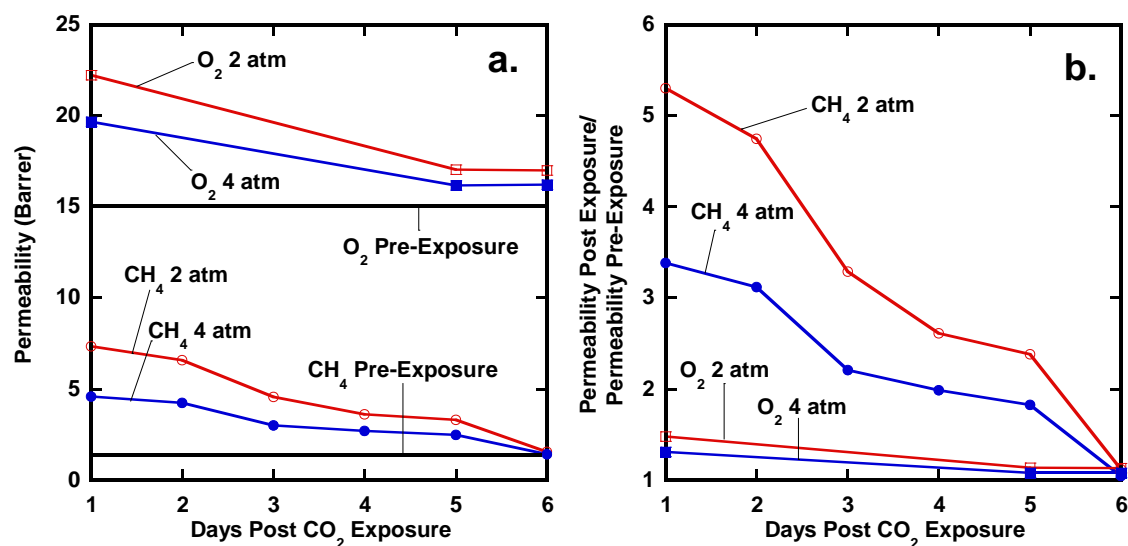 a.
25
20
15
10
5
0
Permeability (Barrer)
O₂ 2 atm
O₂ 4 atm
O₂ Pre-Exposure
CH₄ 2 atm
CH₄ 4 atm
CH₄ Pre-Exposure
1 2 3 4 5 6
Days Post CO₂ Exposure
b.
6
5
4
3
2
1
Permeability Post Exposure/
Permeability Pre-Exposure
CH₄ 2 atm
CH₄ 4 atm
O₂ 2 atm
O₂ 4 atm
1 2 3 4 5 6
Days Post CO₂ Exposure